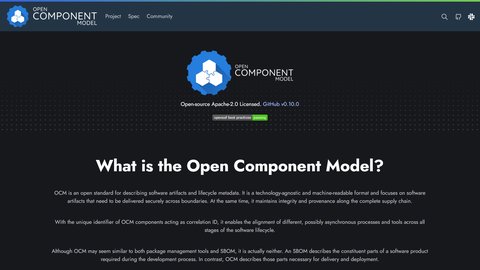 OPEN
COMPONENT
MODEL
Project Spec Community
OPEN
COMPONENT
MODEL
Open-source Apache-2.0 Licensed. GitHub v0.10.0
openssf best practices passing
What is the Open Component Model?
OCM is an open standard for describing software artifacts and lifecycle metadata. It is a technology-agnostic and machine-readable format and focuses on software
artifacts that need to be delivered securely across boundaries. At the same time, it maintains integrity and provenance along the complete supply chain.
With the unique identifier of OCM components acting as correlation ID, it enables the alignment of different, possibly asynchronous processes and tools across all
stages of the software lifecycle.
Although OCM may seem similar to both package management tools and SBOM, it is actually neither. An SBOM describes the constituent parts of a software product
required during the development process. In contrast, OCM describes those parts necessary for delivery and deployment.